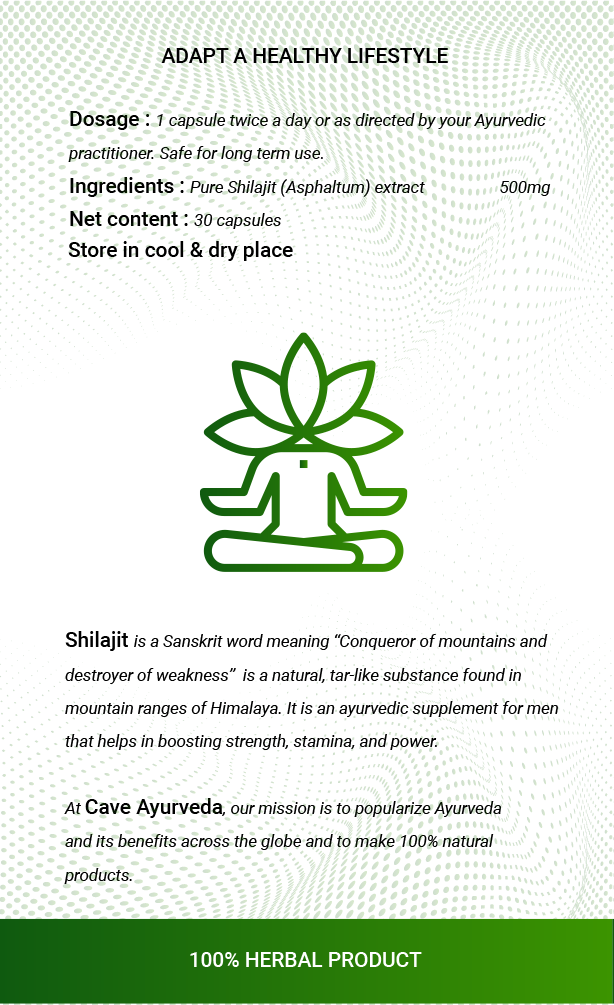 ADAPT A HEALTHY LIFESTYLE
Dosage : 1 capsule twice a day or as directed by your Ayurvedic
practitioner. Safe for long term use.
Ingredients : Pure Shilajit (Asphaltum) extract 500mg
Net content : 30 capsules
Store in cool & dry place
Shilajit is a Sanskrit word meaning “Conqueror of mountains and
destroyer of weakness” is a natural, tar-like substance found in
mountain ranges of Himalaya. It is an ayurvedic supplement for men
that helps in boosting strength, stamina, and power.
At Cave Ayurveda, our mission is to popularize Ayurveda
and its benefits across the globe and to make 100% natural
products.
100% HERBAL PRODUCT